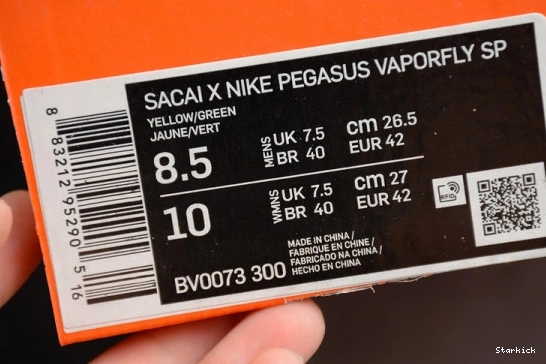 SACAI X NIKE PEGASUS VAPORFLY SP
YELLOW/GREEN
JAUNE/VERT
8.5
MENS
UK 7.5
BR 40
cm 26.5
EUR 42
10
WMNS
UK 7.5
BR 40
cm 27
EUR 42
RFID
BV0073 300
MADE IN CHINA/
FABRIQUE EN CHINE/
FABRICADO NA CHINA/
HECHO EN CHINA
8 83212 95290 5 16
Starkick